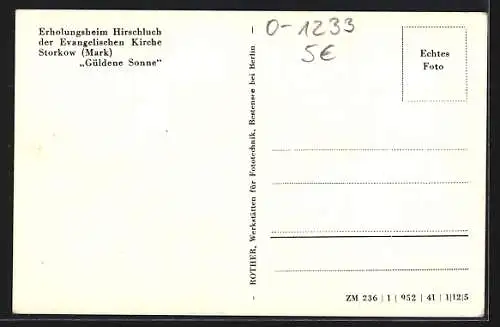 Erholungsheim Hirschluch
der Evangelischen Kirche
Storkow (Mark)
„Güldene Sonne“
0-1233
5€
Echtes
Foto
ROTHER, Werkstätten für Fototechnik, Bestensee bei Berlin
ZM 236 | 1 | 952 | 41 | 1|12|5